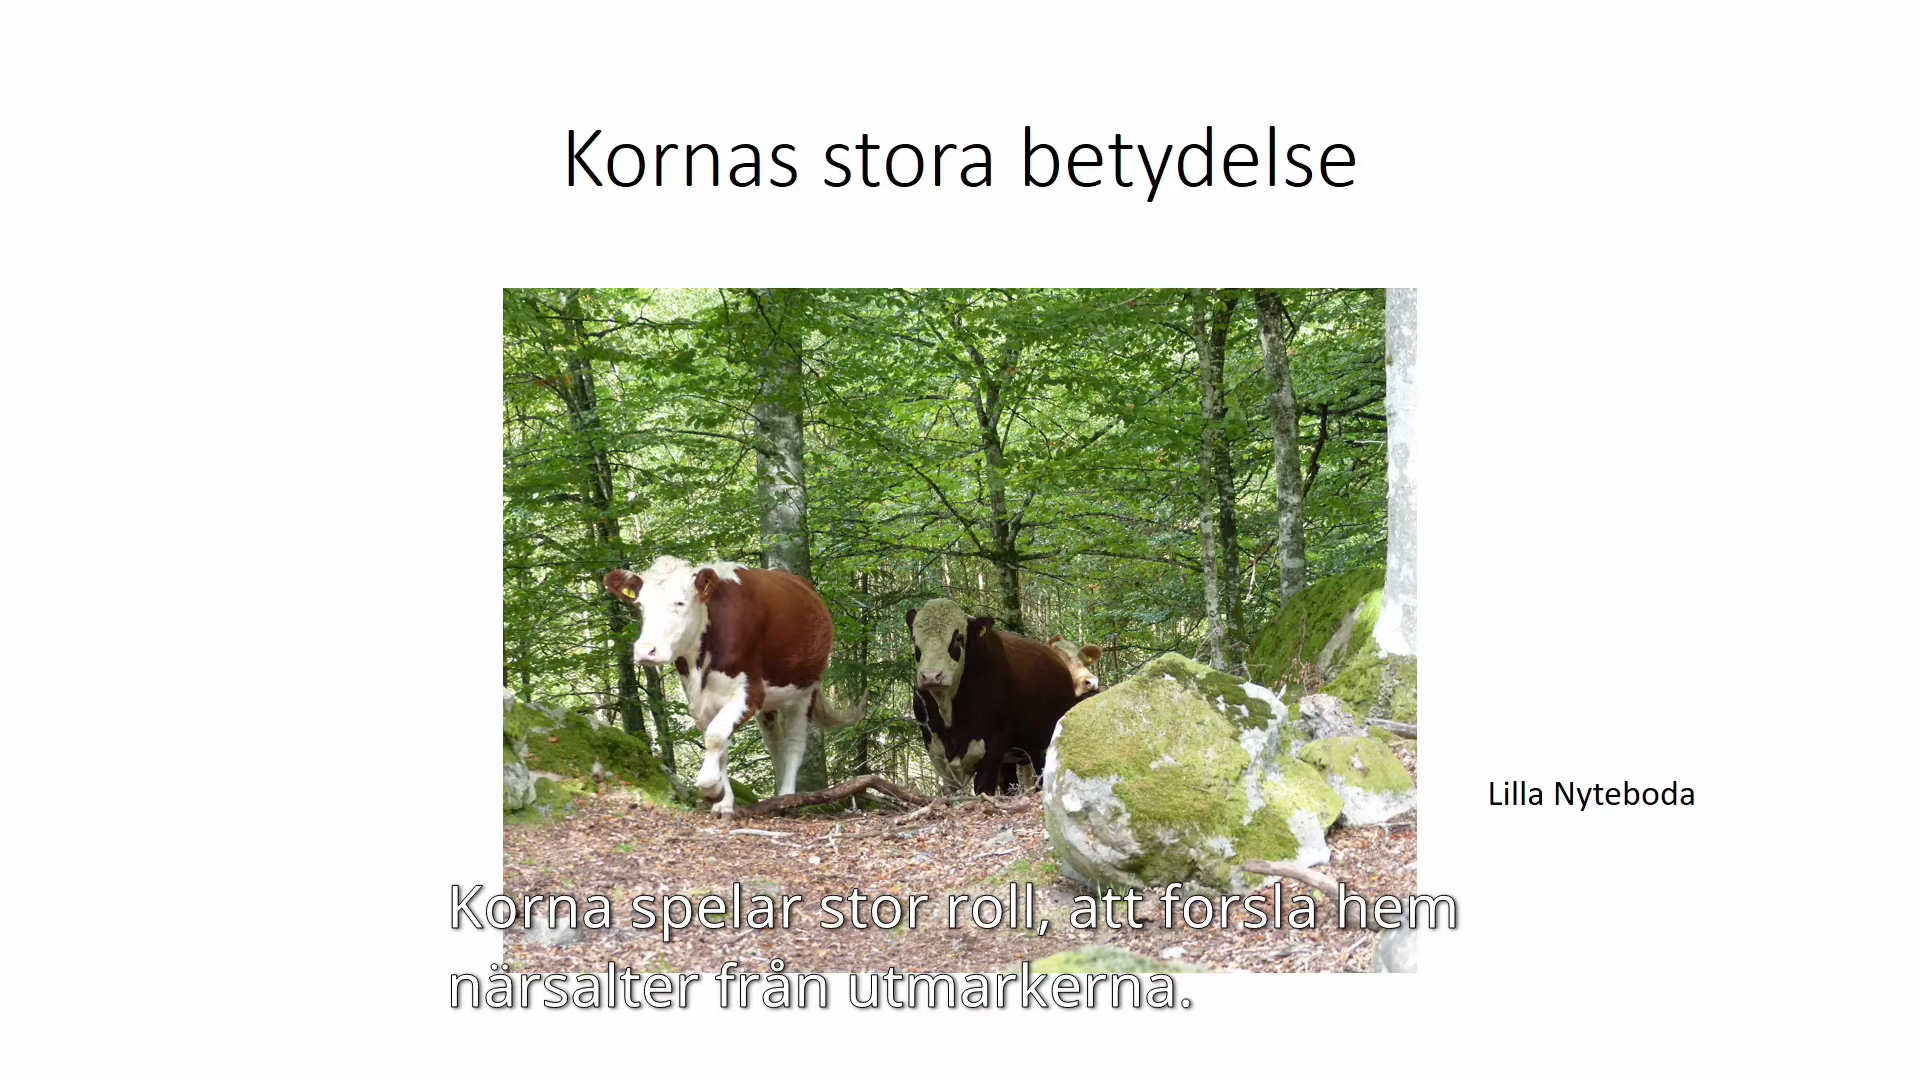 Kornas stora betydelse
Lilla Nyteboda
Korna spelar stor roll, att forsla hem
närsalter från utmarkerna.